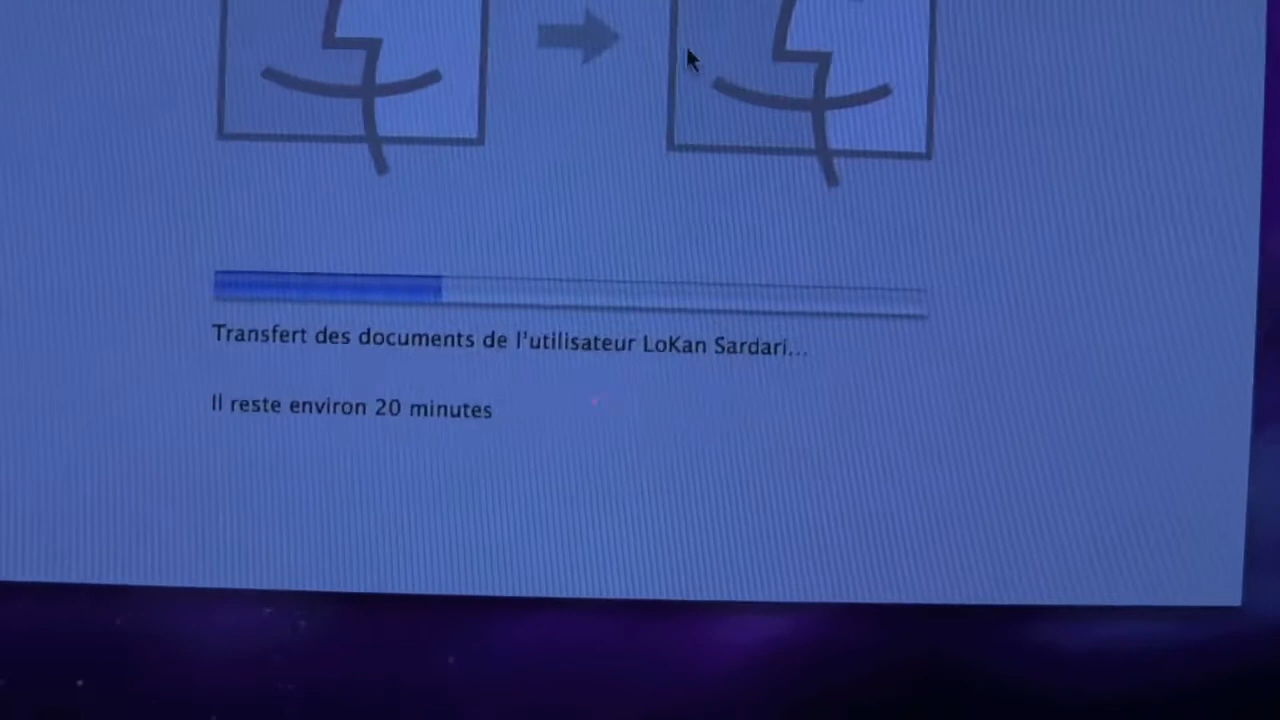 Transfert des documents de l'utilisateur LoKan Sardari...
Il reste environ 20 minutes